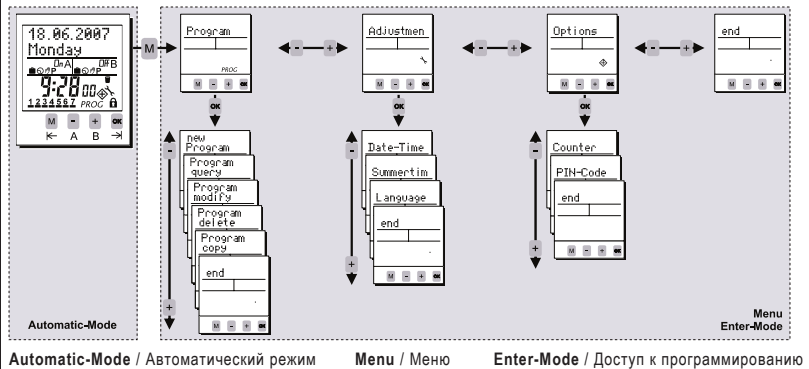 18.06.2007
Monday
On A Off B
P P
9:28 00
1234567 PROC
M - + OK
A B
Automatic-Mode
M
Program
PROG
M - + OK
- +
Adjustmen
M - + OK
- +
Options
M - + OK
- +
end
M - + OK
OK
OK
OK
-
+
new
Program
Program
query
Program
modify
Program
delete
Program
copy
end
M - + OK
-
+
Date-Time
Summertim
Language
end
M - + OK
-
+
Counter
PIN-Code
end
M - + OK
Menu
Enter-Mode
Automatic-Mode / Автоматический режим Menu / Меню Enter-Mode / Доступ к программированию